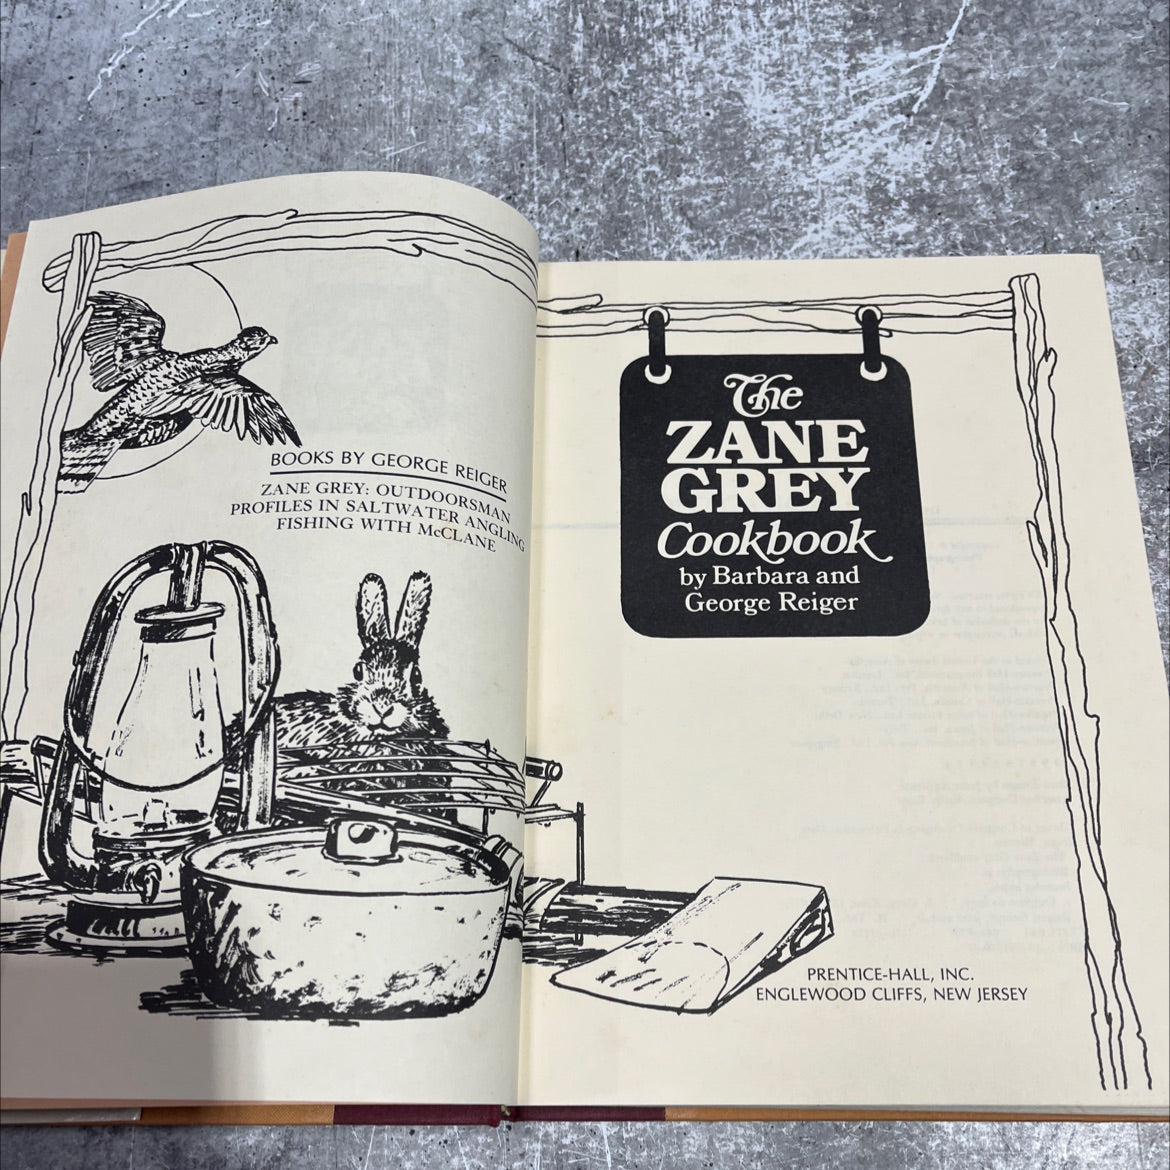 BOOKS BY GEORGE REIGER
ZANE GREY: OUTDOORSMAN
PROFILES IN SALTWATER ANGLING
FISHING WITH McCLANE
The
ZANE
GREY
Cookbook
by Barbara and
George Reiger
PRENTICE-HALL, INC.
ENGLEWOOD CLIFFS, NEW JERSEY